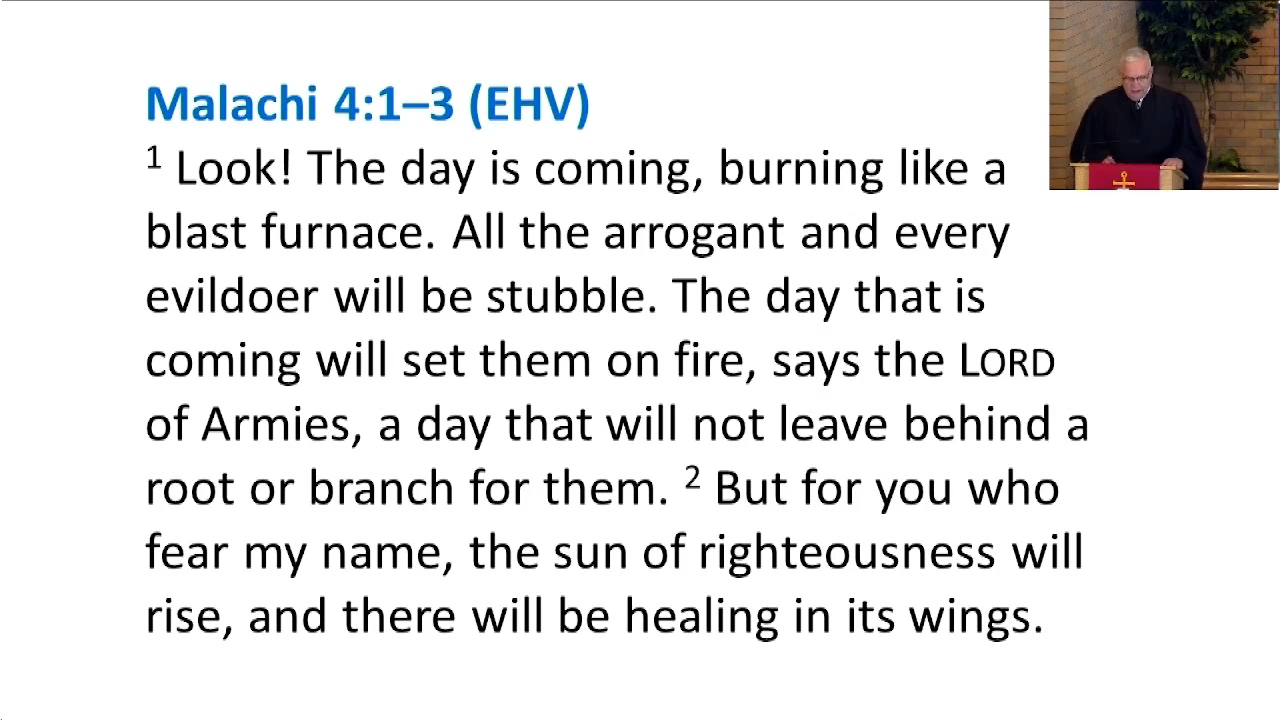 Malachi 4:1–3 (EHV)
¹ Look! The day is coming, burning like a
blast furnace. All the arrogant and every
evildoer will be stubble. The day that is
coming will set them on fire, says the LORD
of Armies, a day that will not leave behind a
root or branch for them. ² But for you who
fear my name, the sun of righteousness will
rise, and there will be healing in its wings.